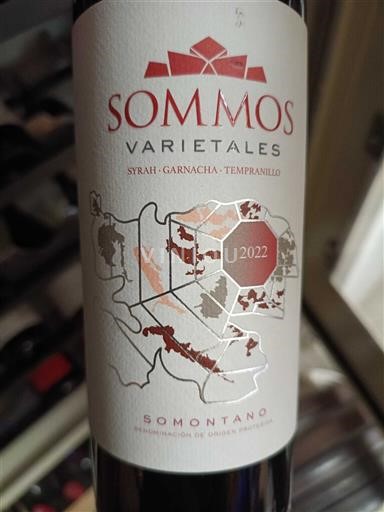 SOMMOS
VARIETALES
SYRAH · GARNACHA · TEMPRANILLO
2022
SOMONTANO
DENOMINACIÓN DE ORIGEN PROTEGIDA